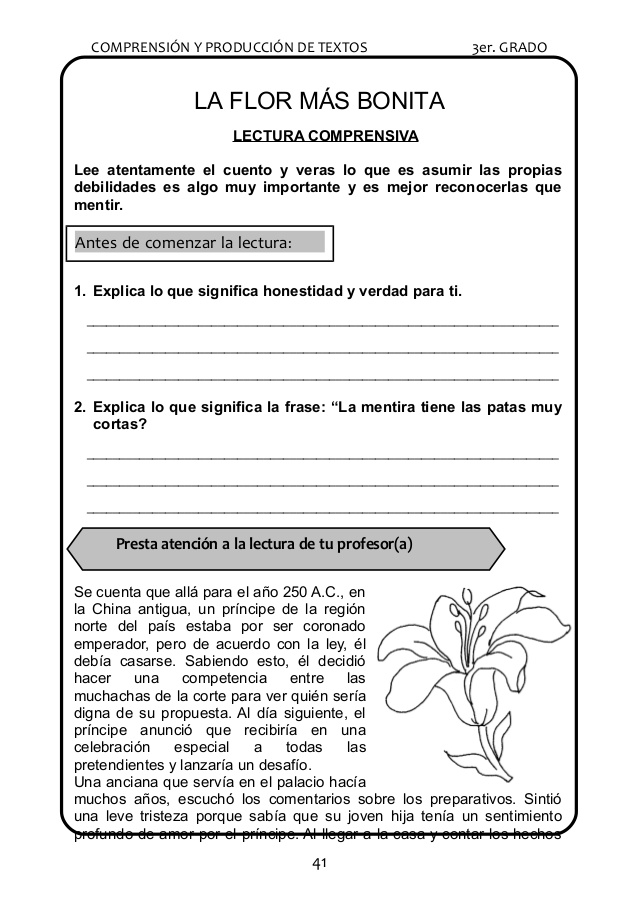 COMPRENSIÓN Y PRODUCCIÓN DE TEXTOS 3er. GRADO
LA FLOR MÁS BONITA
LECTURA COMPRENSIVA
Lee atentamente el cuento y veras lo que es asumir las propias
debilidades es algo muy importante y es mejor reconocerlas que
mentir.
Antes de comenzar la lectura:
1. Explica lo que significa honestidad y verdad para ti.
2. Explica lo que significa la frase: “La mentira tiene las patas muy
cortas?
Presta atención a la lectura de tu profesor(a)
Se cuenta que allá para el año 250 A.C., en
la China antigua, un príncipe de la región
norte del país estaba por ser coronado
emperador, pero de acuerdo con la ley, él
debía casarse. Sabiendo esto, él decidió
hacer una competencia entre las
muchachas de la corte para ver quién sería
digna de su propuesta. Al día siguiente, el
príncipe anunció que recibiría en una
celebración especial a todas las
pretendientes y lanzaría un desafío.
Una anciana que servía en el palacio hacía
muchos años, escuchó los comentarios sobre los preparativos. Sintió
una leve tristeza porque sabía que su joven hija tenía un sentimiento
profundo de amor por el príncipe. Al llegar a la casa y contar los hechos
41